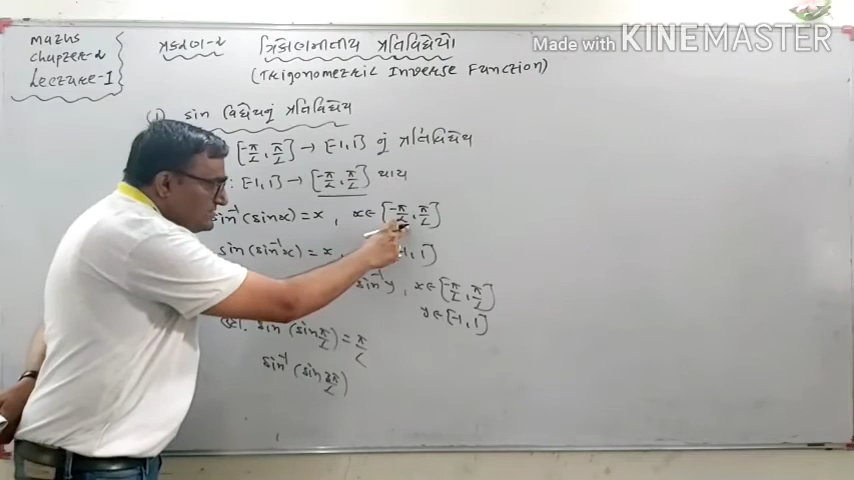 Maths
Chapter-2
Lecture-1
પ્રકરણ-૨ ત્રિકોણમિતીય પ્રતિવિધેયો
(Trigonometric Inverse Function)
Made with KINEMASTER
(1) sin વિધેયનું પ્રતિવિધેય
[-π/2, π/2] → [-1, 1] નું પ્રતિવિધેય
: [-1, 1] → [-π/2, π/2] થાય
sin⁻¹(sin x) = x , x ∈ [-π/2, π/2]
sin(sin⁻¹x) = x, 1]
sin⁻¹y , x ∈ [-π/2, π/2]
y ∈ [-1, 1]
sin⁻¹(sin π/2) = π/2
sin⁻¹(sin 3π/2)